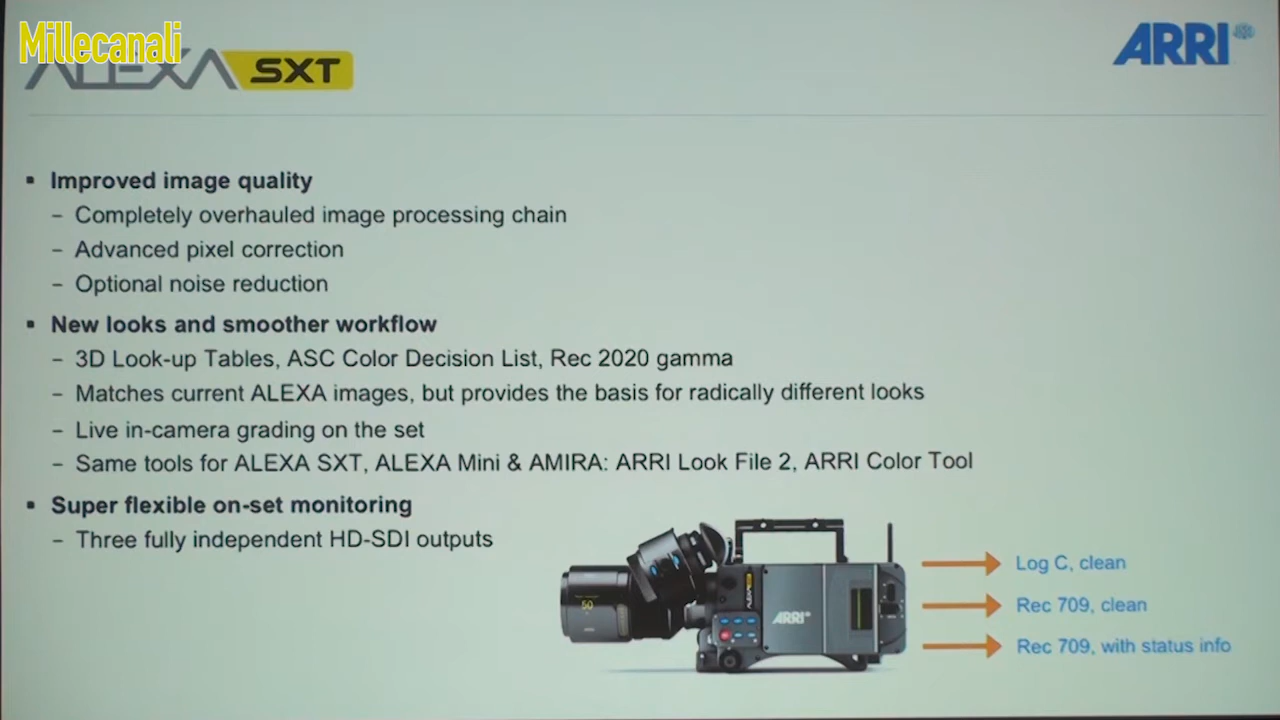 Millecanali
ALEXA SXT
ARRI
▪ Improved image quality
– Completely overhauled image processing chain
– Advanced pixel correction
– Optional noise reduction
▪ New looks and smoother workflow
– 3D Look-up Tables, ASC Color Decision List, Rec 2020 gamma
– Matches current ALEXA images, but provides the basis for radically different looks
– Live in-camera grading on the set
– Same tools for ALEXA SXT, ALEXA Mini & AMIRA: ARRI Look File 2, ARRI Color Tool
▪ Super flexible on-set monitoring
– Three fully independent HD-SDI outputs
Log C, clean
Rec 709, clean
Rec 709, with status info
50
ARRI
ALEXA